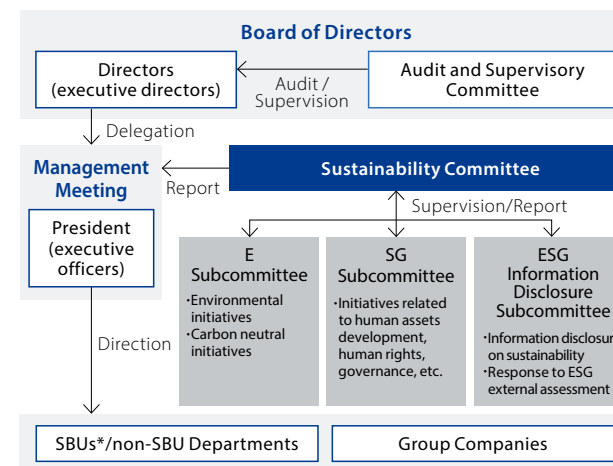 Board of Directors
Directors
(executive directors)
Audit /
Supervision
Audit and Supervisory
Committee
Delegation
Management
Meeting
Report
Sustainability Committee
President
(executive
officers)
Supervision/Report
E
Subcommittee
・Environmental
initiatives
・Carbon neutral
initiatives
SG
Subcommittee
・Initiatives related
to human assets
development,
human rights,
governance, etc.
ESG
Information
Disclosure
Subcommittee
・Information disclosur
on sustainability
・Response to ESG
external assessment
Direction
SBUs*/non-SBU Departments
Group Companies